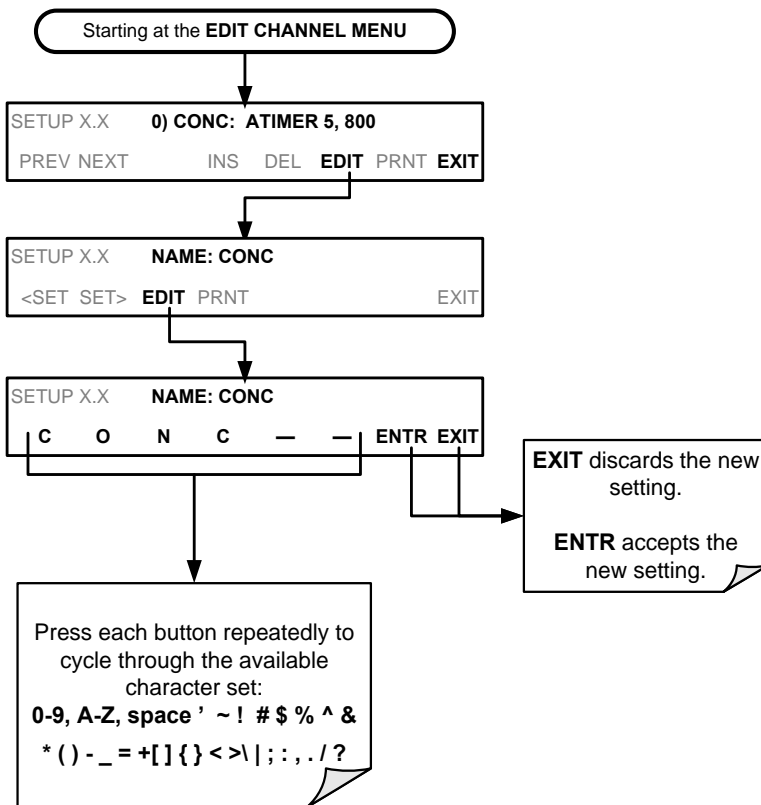 Starting at the EDIT CHANNEL MENU
SETUP X.X 0) CONC: ATIMER 5, 800
PREV NEXT INS DEL EDIT PRNT EXIT
SETUP X.X NAME: CONC
<SET SET> EDIT PRNT EXIT
SETUP X.X NAME: CONC
C O N C — — ENTR EXIT
EXIT discards the new
setting.
ENTR accepts the
new setting.
Press each button repeatedly to
cycle through the available
character set:
0-9, A-Z, space ’ ~ ! # $ % ^ &
* ( ) - _ = +[ ] { } < >\ | ; : , . / ?